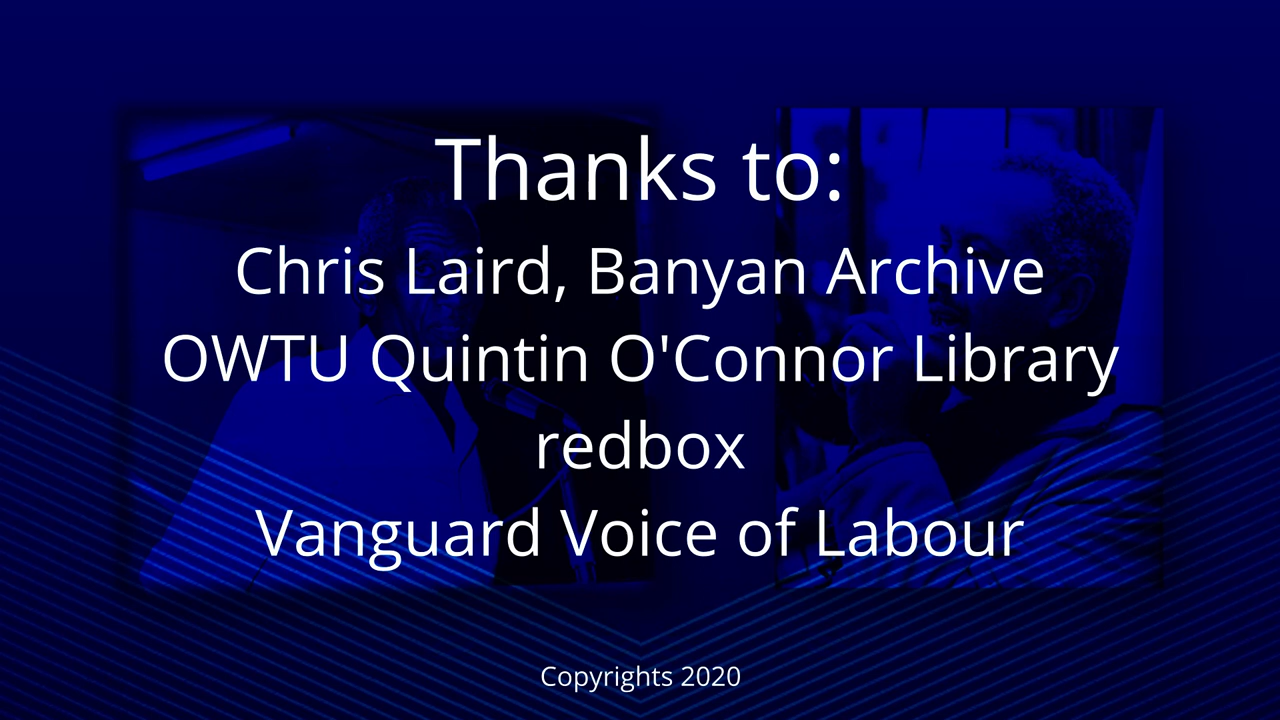 Thanks to:
Chris Laird, Banyan Archive
OWTU Quintin O'Connor Library
redbox
Vanguard Voice of Labour
Copyrights 2020